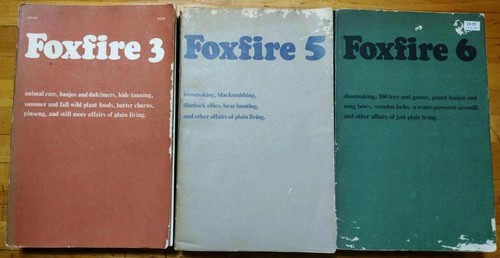 Foxfire 3
animal care, banjos and dulcimers, hide tanning,
summer and fall wild plant foods, butter churns,
ginseng, and still more affairs of plain living.
Foxfire 5
ironmaking, blacksmithing,
flintlock rifles, bear hunting,
and other affairs of plain living.
Foxfire 6
shoemaking, 100 toys and games, gourd banjos and
song bows, wooden locks, a water-powered sawmill,
and other affairs of just plain living.